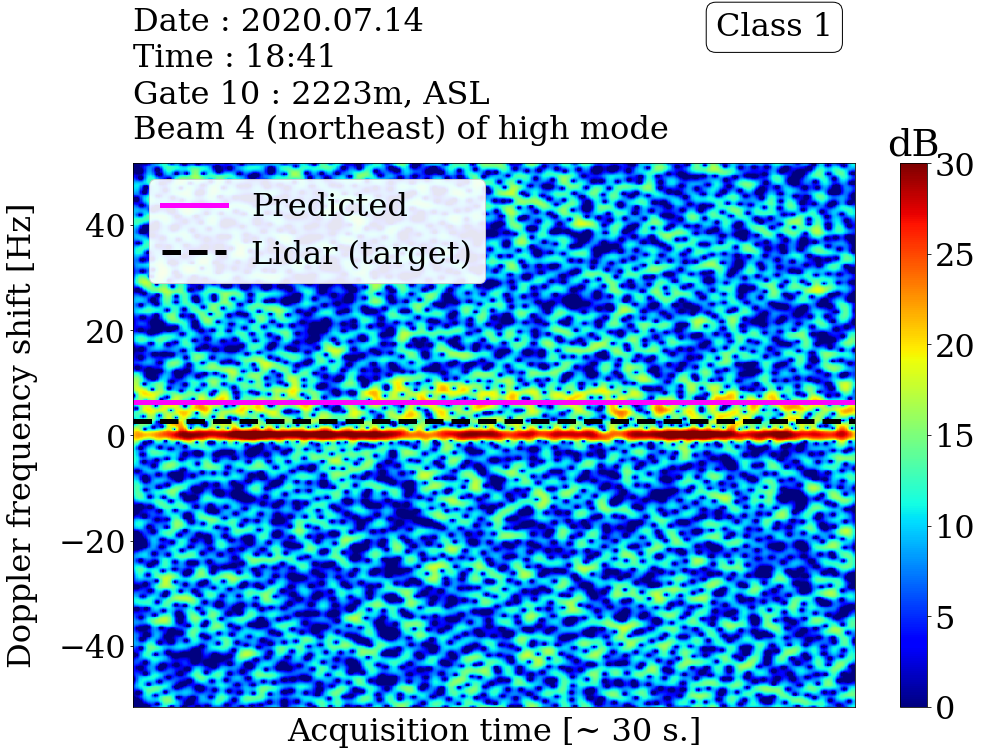 Date : 2020.07.14
Time : 18:41
Gate 10 : 2223m, ASL
Beam 4 (northeast) of high mode
Class 1
dB
Predicted
Lidar (target)
Doppler frequency shift [Hz]
40
20
0
−20
−40
Acquisition time [~ 30 s.]
30
25
20
15
10
5
0